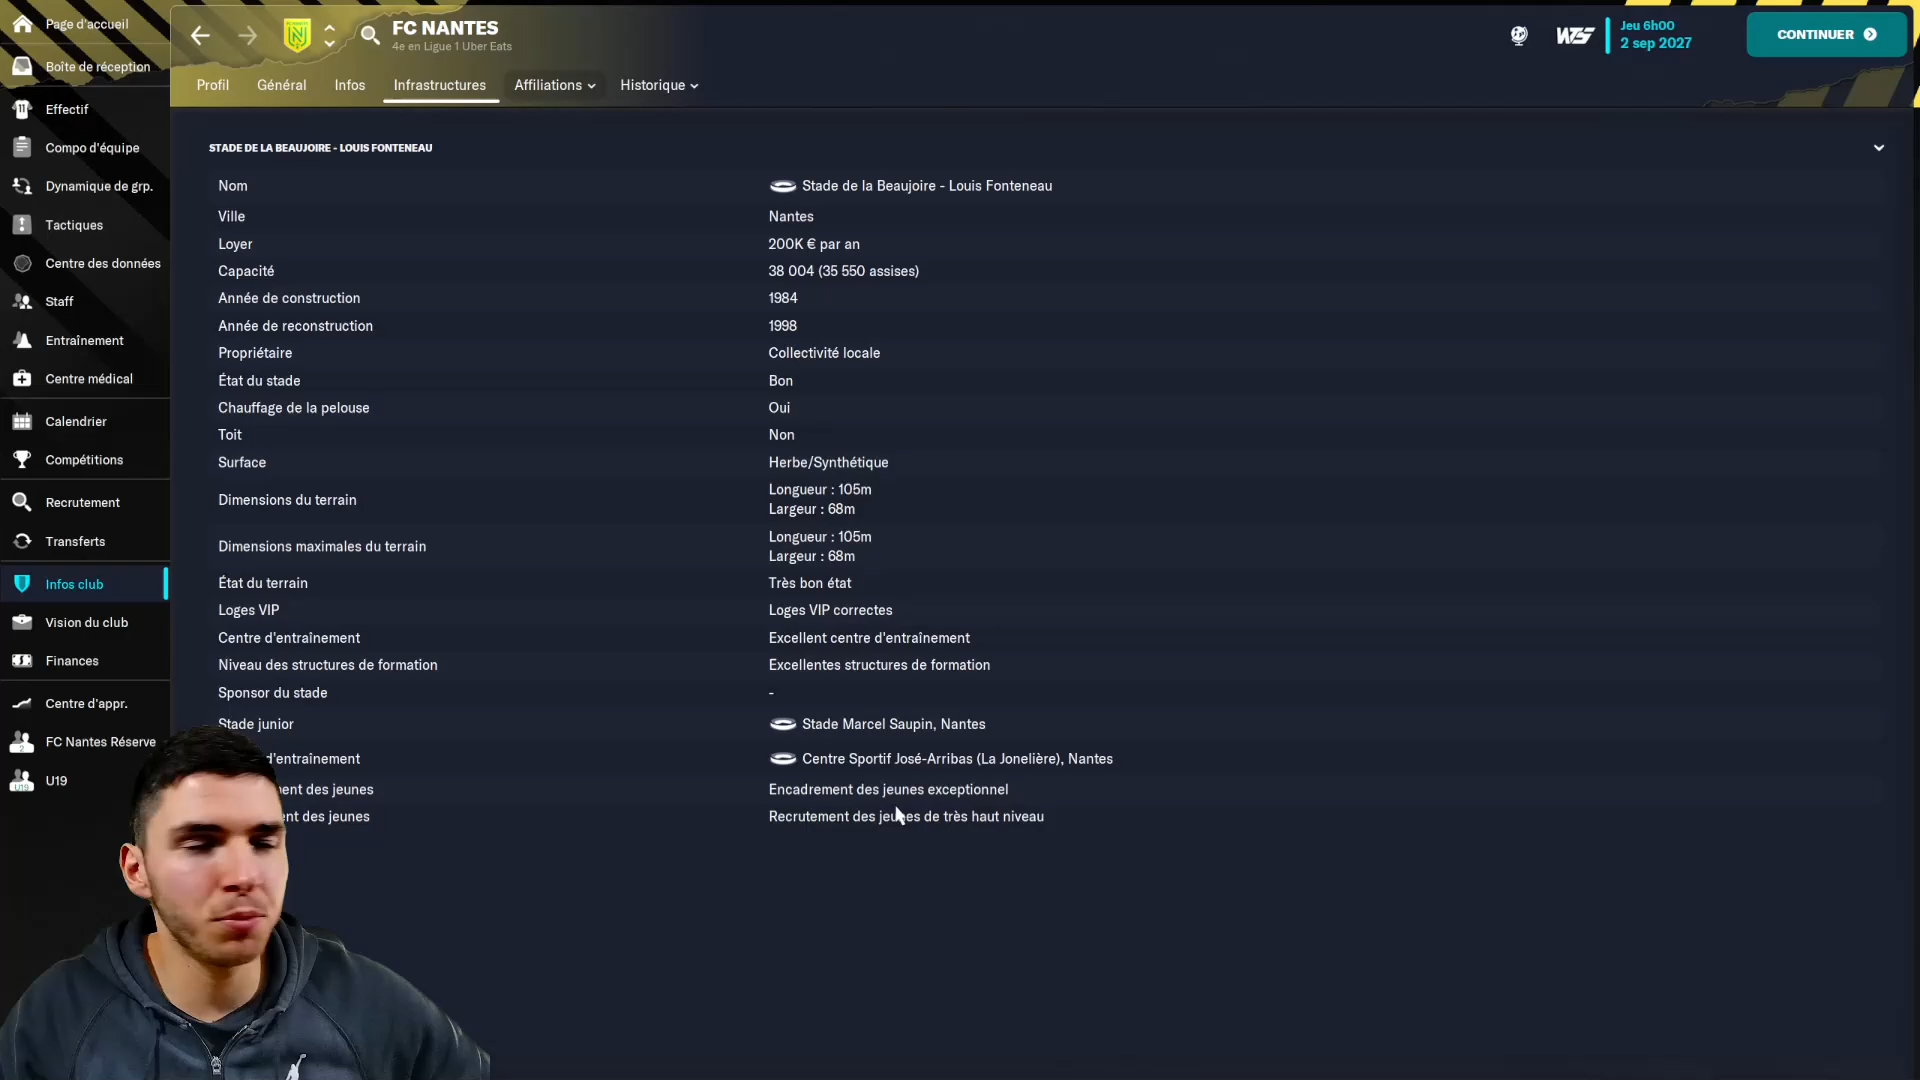 Page d'accueil
Boîte de réception
Effectif
Compo d'équipe
Dynamique de grp.
Tactiques
Centre des données
Staff
Entraînement
Centre médical
Calendrier
Compétitions
Recrutement
Transferts
Infos club
Vision du club
Finances
Centre d'appr.
FC Nantes Réserve
U19
FC NANTES
4e en Ligue 1 Uber Eats
Jeu 6h00
2 sep 2027
CONTINUER
Profil Général Infos Infrastructures Affiliations Historique
STADE DE LA BEAUJOIRE - LOUIS FONTENEAU
Nom Stade de la Beaujoire - Louis Fonteneau
Ville Nantes
Loyer 200K € par an
Capacité 38 004 (35 550 assises)
Année de construction 1984
Année de reconstruction 1998
Propriétaire Collectivité locale
État du stade Bon
Chauffage de la pelouse Oui
Toit Non
Surface Herbe/Synthétique
Dimensions du terrain Longueur : 105m
Largeur : 68m
Dimensions maximales du terrain Longueur : 105m
Largeur : 68m
État du terrain Très bon état
Loges VIP Loges VIP correctes
Centre d'entraînement Excellent centre d'entraînement
Niveau des structures de formation Excellentes structures de formation
Sponsor du stade -
Stade junior Stade Marcel Saupin, Nantes
d'entraînement Centre Sportif José-Arribas (La Jonelière), Nantes
ent des jeunes Encadrement des jeunes exceptionnel
ent des jeunes Recrutement des jeunes de très haut niveau